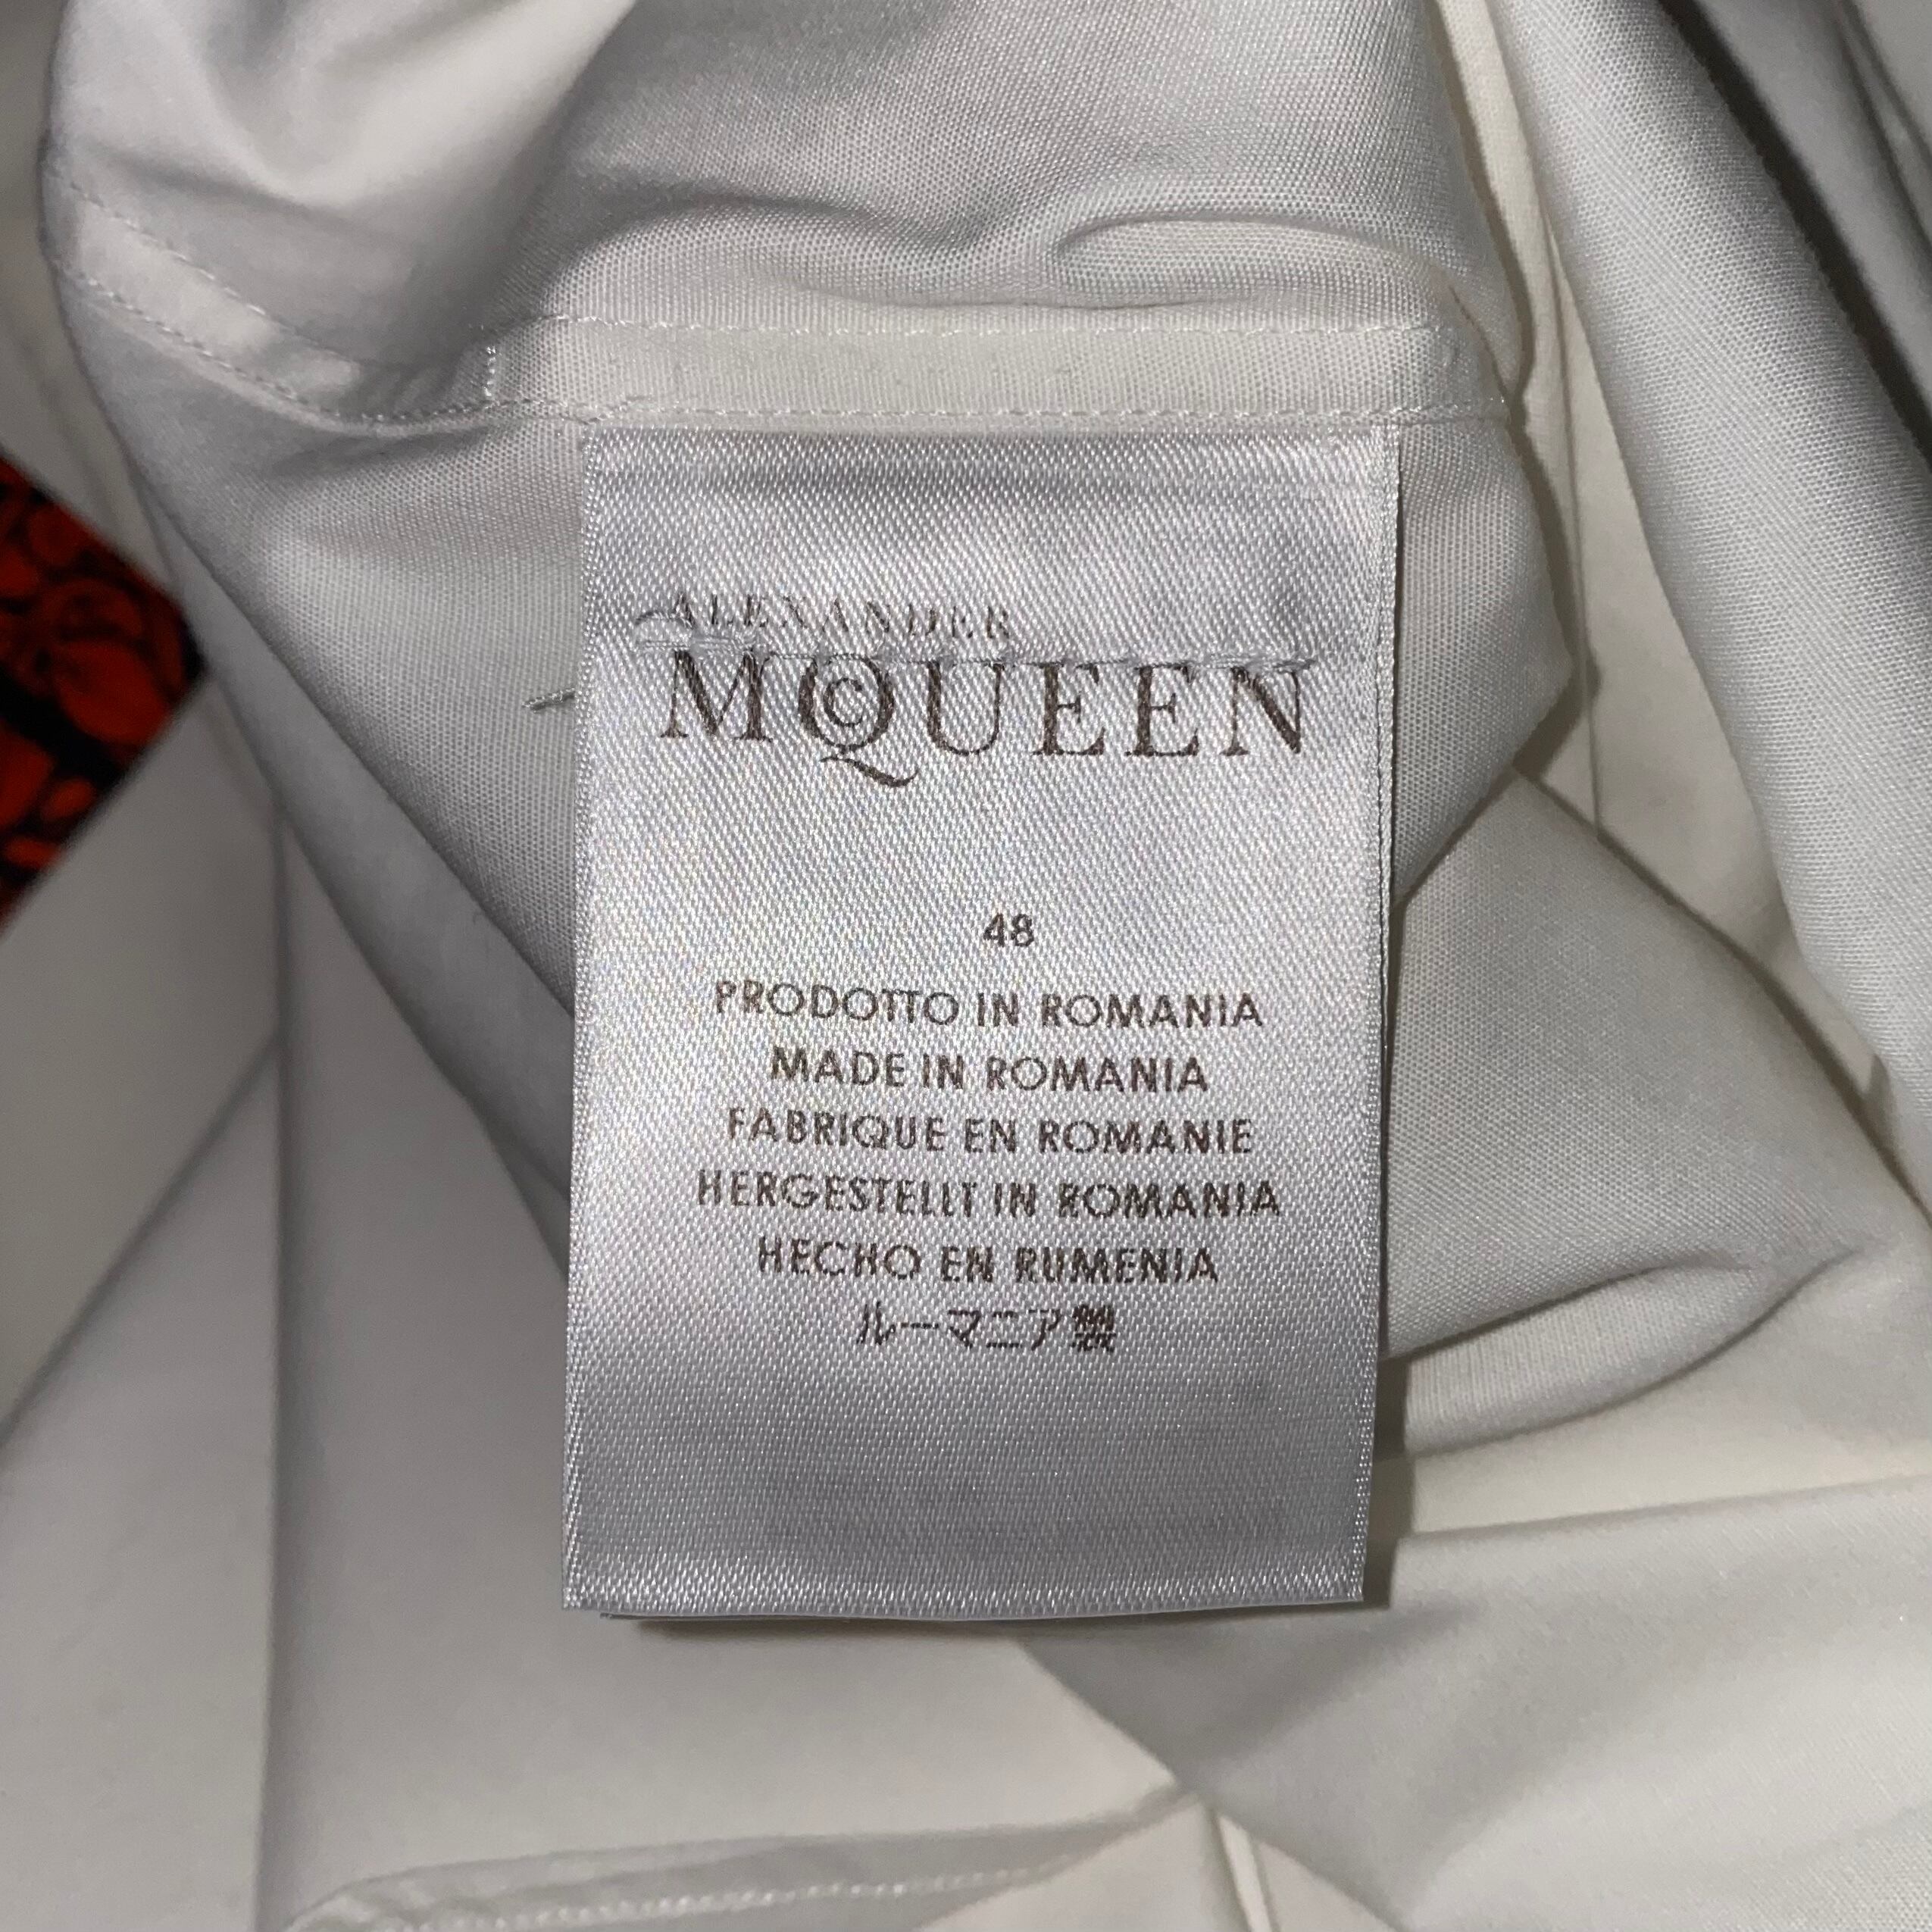 ALEXANDER
MCQUEEN
48
PRODOTTO IN ROMANIA
MADE IN ROMANIA
FABRIQUE EN ROMANIE
HERGESTELLT IN ROMANIA
HECHO EN RUMENIA
ルーマニア製